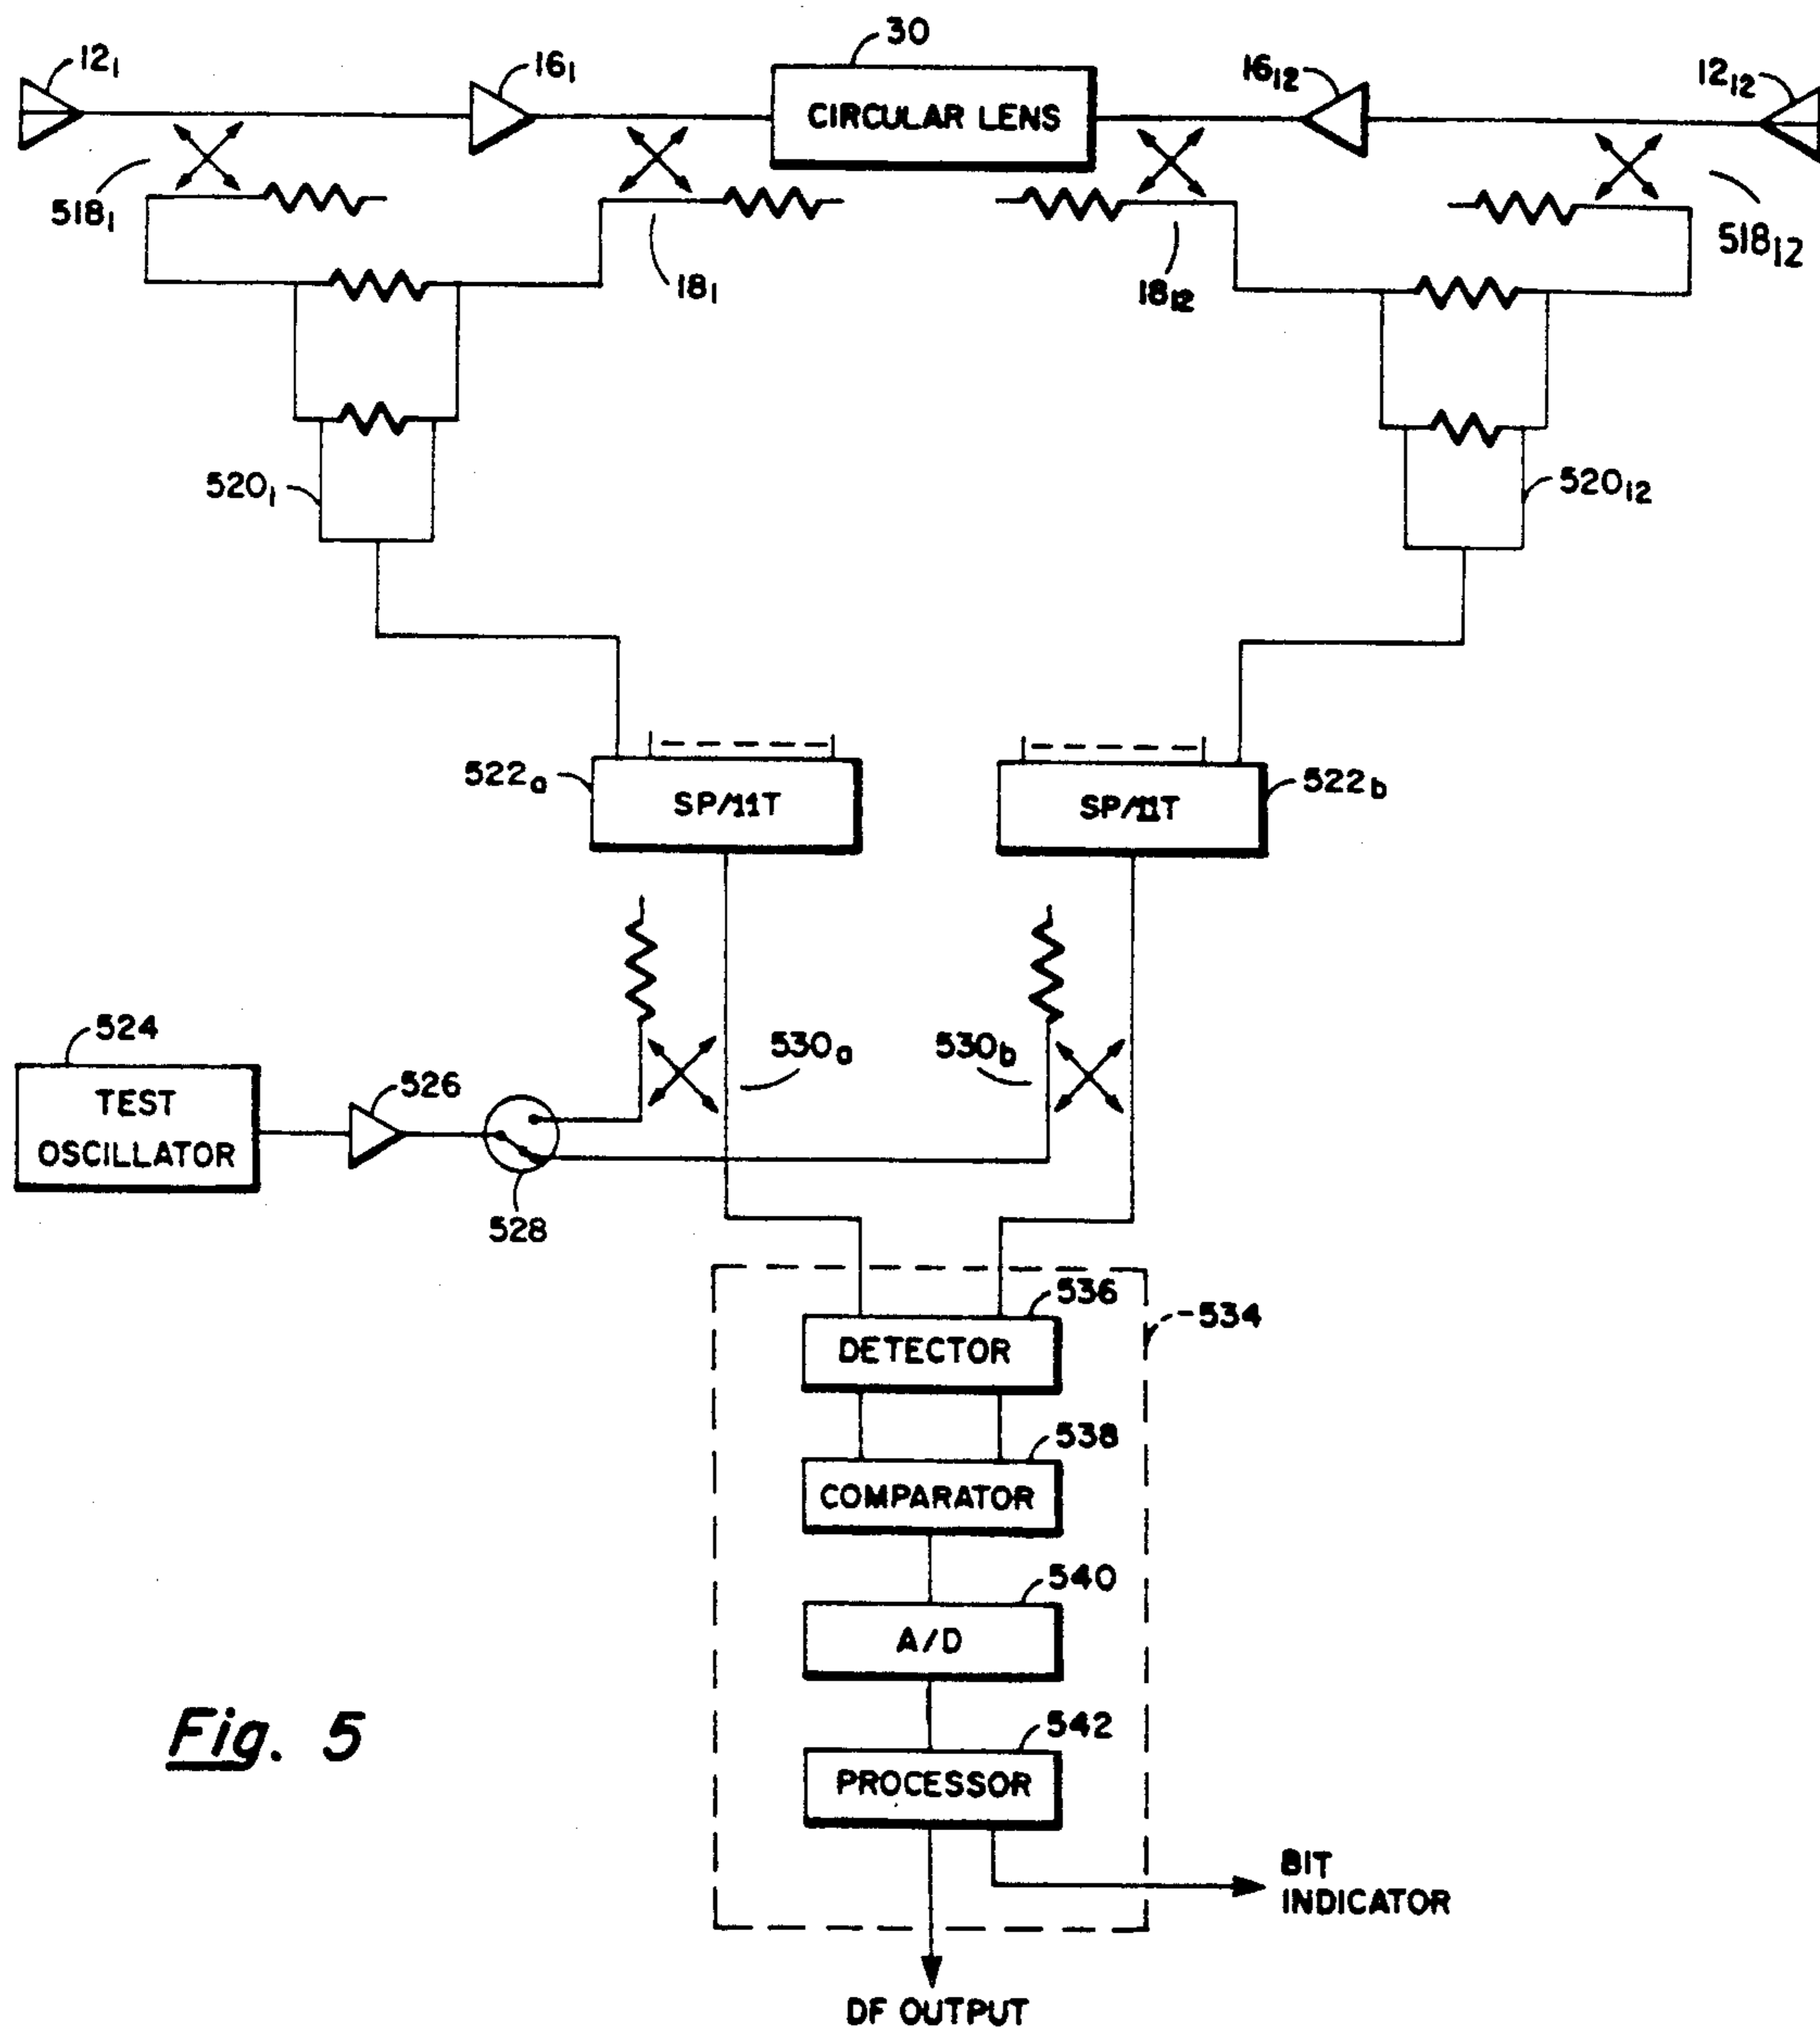 30
12₁
16₁
CIRCULAR LENS
16₁₂
12₁₂
518₁
18₁
18₁₂
518₁₂
520₁
520₁₂
522ₐ
SP/11T
SP/11T
522b
524
TEST
OSCILLATOR
526
528
530ₐ
530b
536
534
DETECTOR
538
COMPARATOR
540
A/D
542
PROCESSOR
BIT
INDICATOR
DF OUTPUT
Fig. 5